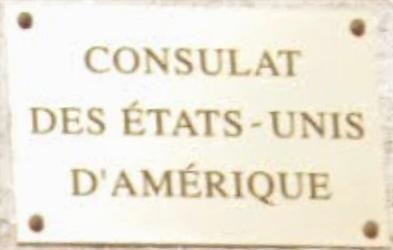 CONSULAT
DES ÉTATS-UNIS
D'AMÉRIQUE